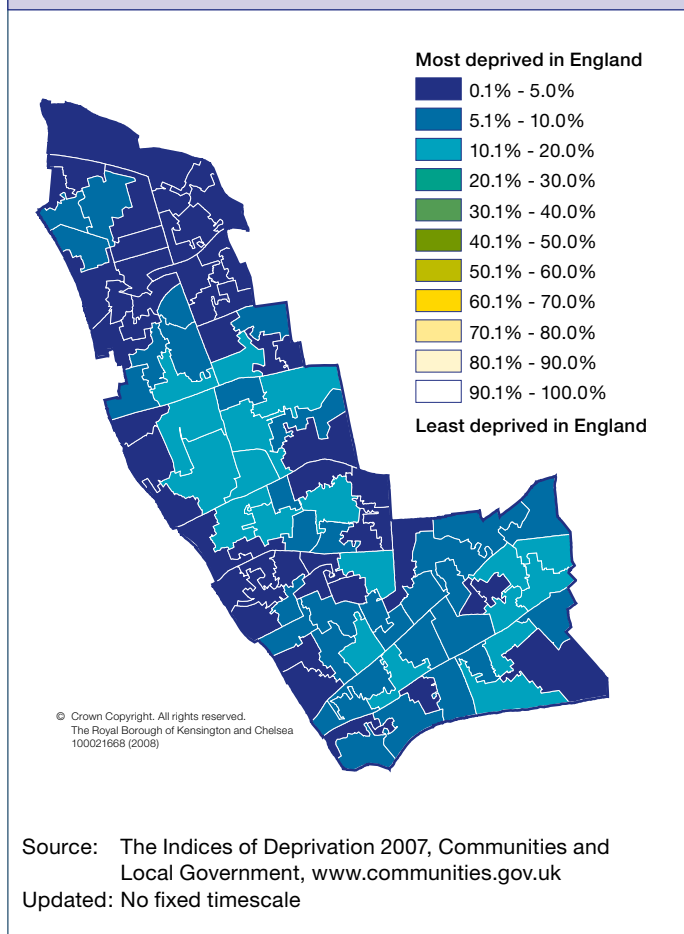 Most deprived in England
0.1% - 5.0%
5.1% - 10.0%
10.1% - 20.0%
20.1% - 30.0%
30.1% - 40.0%
40.1% - 50.0%
50.1% - 60.0%
60.1% - 70.0%
70.1% - 80.0%
80.1% - 90.0%
90.1% - 100.0%
Least deprived in England
© Crown Copyright. All rights reserved.
The Royal Borough of Kensington and Chelsea
100021668 (2008)
Source: The Indices of Deprivation 2007, Communities and
Local Government, www.communities.gov.uk
Updated: No fixed timescale